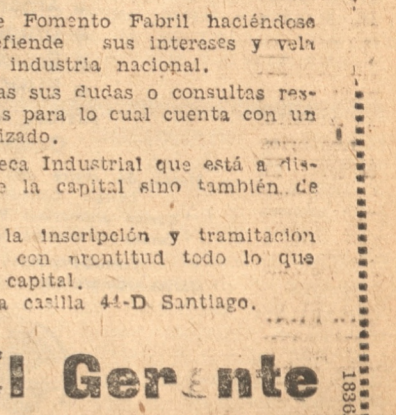 e Fomento Fabril haciéndose
efiende sus intereses y vela
industria nacional.
as sus dudas o consultas res-
s para lo cual cuenta con un
izado.
eca Industrial que está a dis-
e la capital sino también de
la inscripción y tramitación
con prontitud todo lo que
capital.
a casilla 44-D Santiago.
El Gerente
1836